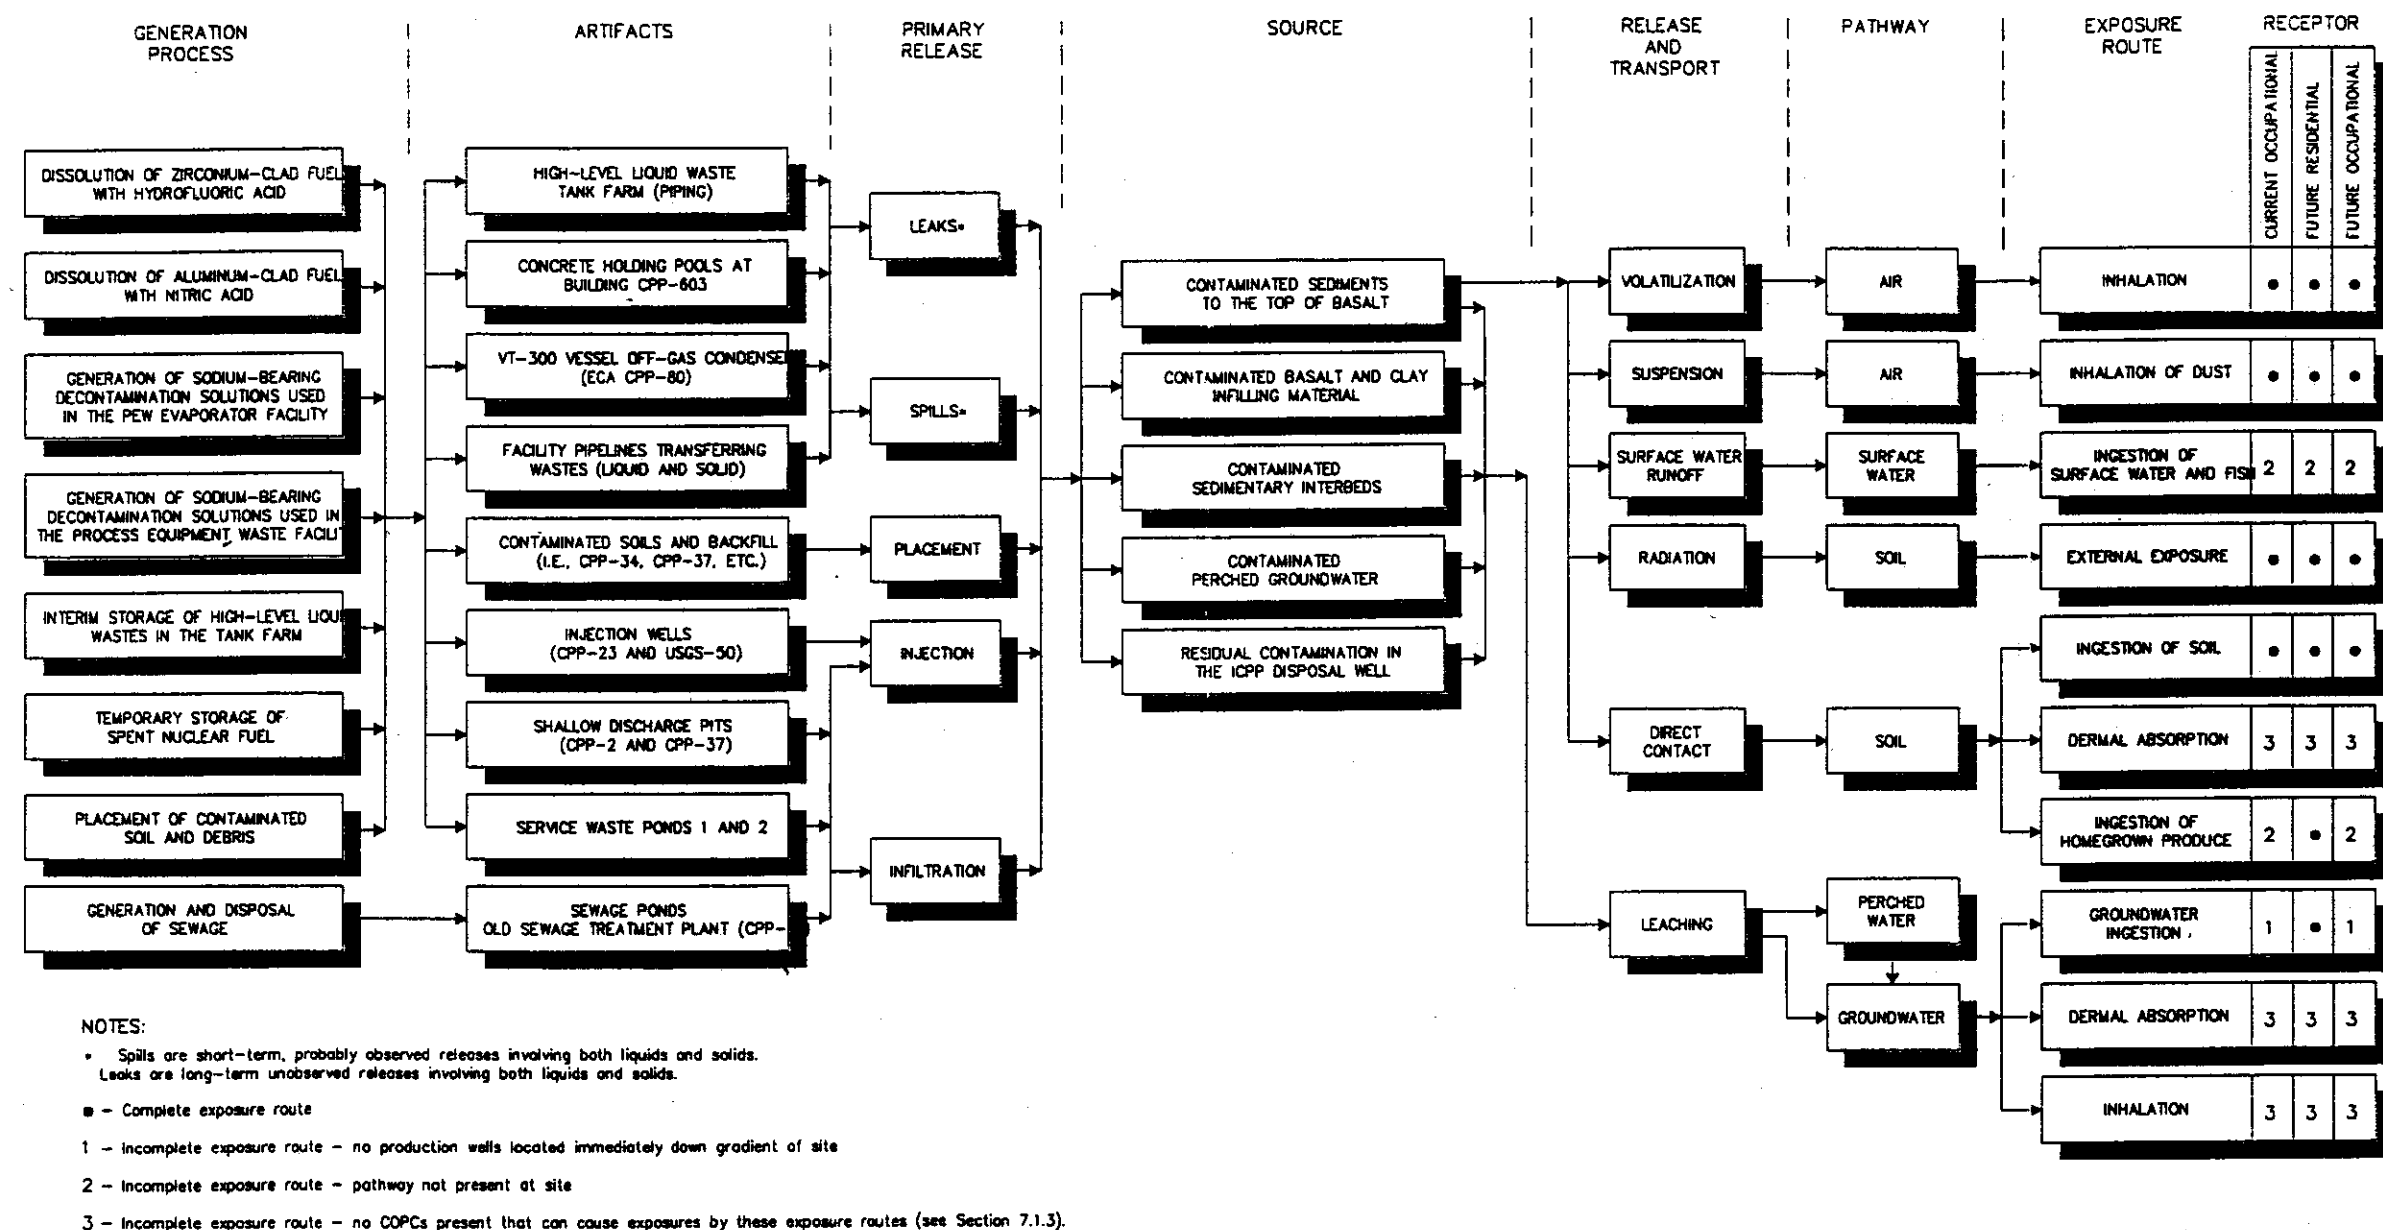 GENERATION
PROCESS
ARTIFACTS
PRIMARY
RELEASE
SOURCE
RELEASE
AND
TRANSPORT
PATHWAY
EXPOSURE
ROUTE
RECEPTOR
CURRENT OCCUPATIONAL
FUTURE RESIDENTIAL
FUTURE OCCUPATIONAL
DISSOLUTION OF ZIRCONIUM-CLAD FUEL
WITH HYDROFLUORIC ACID
DISSOLUTION OF ALUMINUM-CLAD FUEL
WITH NITRIC ACID
GENERATION OF SODIUM-BEARING
DECONTAMINATION SOLUTIONS USED
IN THE PEW EVAPORATOR FACILITY
GENERATION OF SODIUM-BEARING
DECONTAMINATION SOLUTIONS USED IN
THE PROCESS EQUIPMENT WASTE FACILIT
INTERIM STORAGE OF HIGH-LEVEL LIQUI
WASTES IN THE TANK FARM
TEMPORARY STORAGE OF
SPENT NUCLEAR FUEL
PLACEMENT OF CONTAMINATED
SOIL AND DEBRIS
GENERATION AND DISPOSAL
OF SEWAGE
HIGH-LEVEL LIQUID WASTE
TANK FARM (PIPING)
CONCRETE HOLDING POOLS AT
BUILDING CPP-603
VT-300 VESSEL OFF-GAS CONDENSE
(ECA CPP-80)
FACILITY PIPELINES TRANSFERRING
WASTES (LIQUID AND SOLID)
CONTAMINATED SOILS AND BACKFILL
(I.E., CPP-34, CPP-37, ETC.)
INJECTION WELLS
(CPP-23 AND USGS-50)
SHALLOW DISCHARGE PITS
(CPP-2 AND CPP-37)
SERVICE WASTE PONDS 1 AND 2
SEWAGE PONDS
OLD SEWAGE TREATMENT PLANT (CPP-
LEAKS*
SPILLS*
PLACEMENT
INJECTION
INFILTRATION
CONTAMINATED SEDIMENTS
TO THE TOP OF BASALT
CONTAMINATED BASALT AND CLAY
INFILLING MATERIAL
CONTAMINATED
SEDIMENTARY INTERBEDS
CONTAMINATED
PERCHED GROUNDWATER
RESIDUAL CONTAMINATION IN
THE ICPP DISPOSAL WELL
VOLATILIZATION
AIR
INHALATION
• • •
SUSPENSION
AIR
INHALATION OF DUST
• • •
SURFACE WATER
RUNOFF
SURFACE
WATER
INGESTION OF
SURFACE WATER AND FISH
2 2 2
RADIATION
SOIL
EXTERNAL EXPOSURE
• • •
INGESTION OF SOIL
• • •
DIRECT
CONTACT
SOIL
DERMAL ABSORPTION
3 3 3
INGESTION OF
HOMEGROWN PRODUCE
2 • 2
LEACHING
PERCHED
WATER
GROUNDWATER
INGESTION
1 • 1
GROUNDWATER
DERMAL ABSORPTION
3 3 3
INHALATION
3 3 3
NOTES:
* Spills are short-term, probably observed releases involving both liquids and solids.
Leaks are long-term unobserved releases involving both liquids and solids.
• - Complete exposure route
1 - Incomplete exposure route - no production wells located immediately down gradient of site
2 - Incomplete exposure route - pathway not present at site
3 - Incomplete exposure route - no COPCs present that can cause exposures by these exposure routes (see Section 7.1.3).